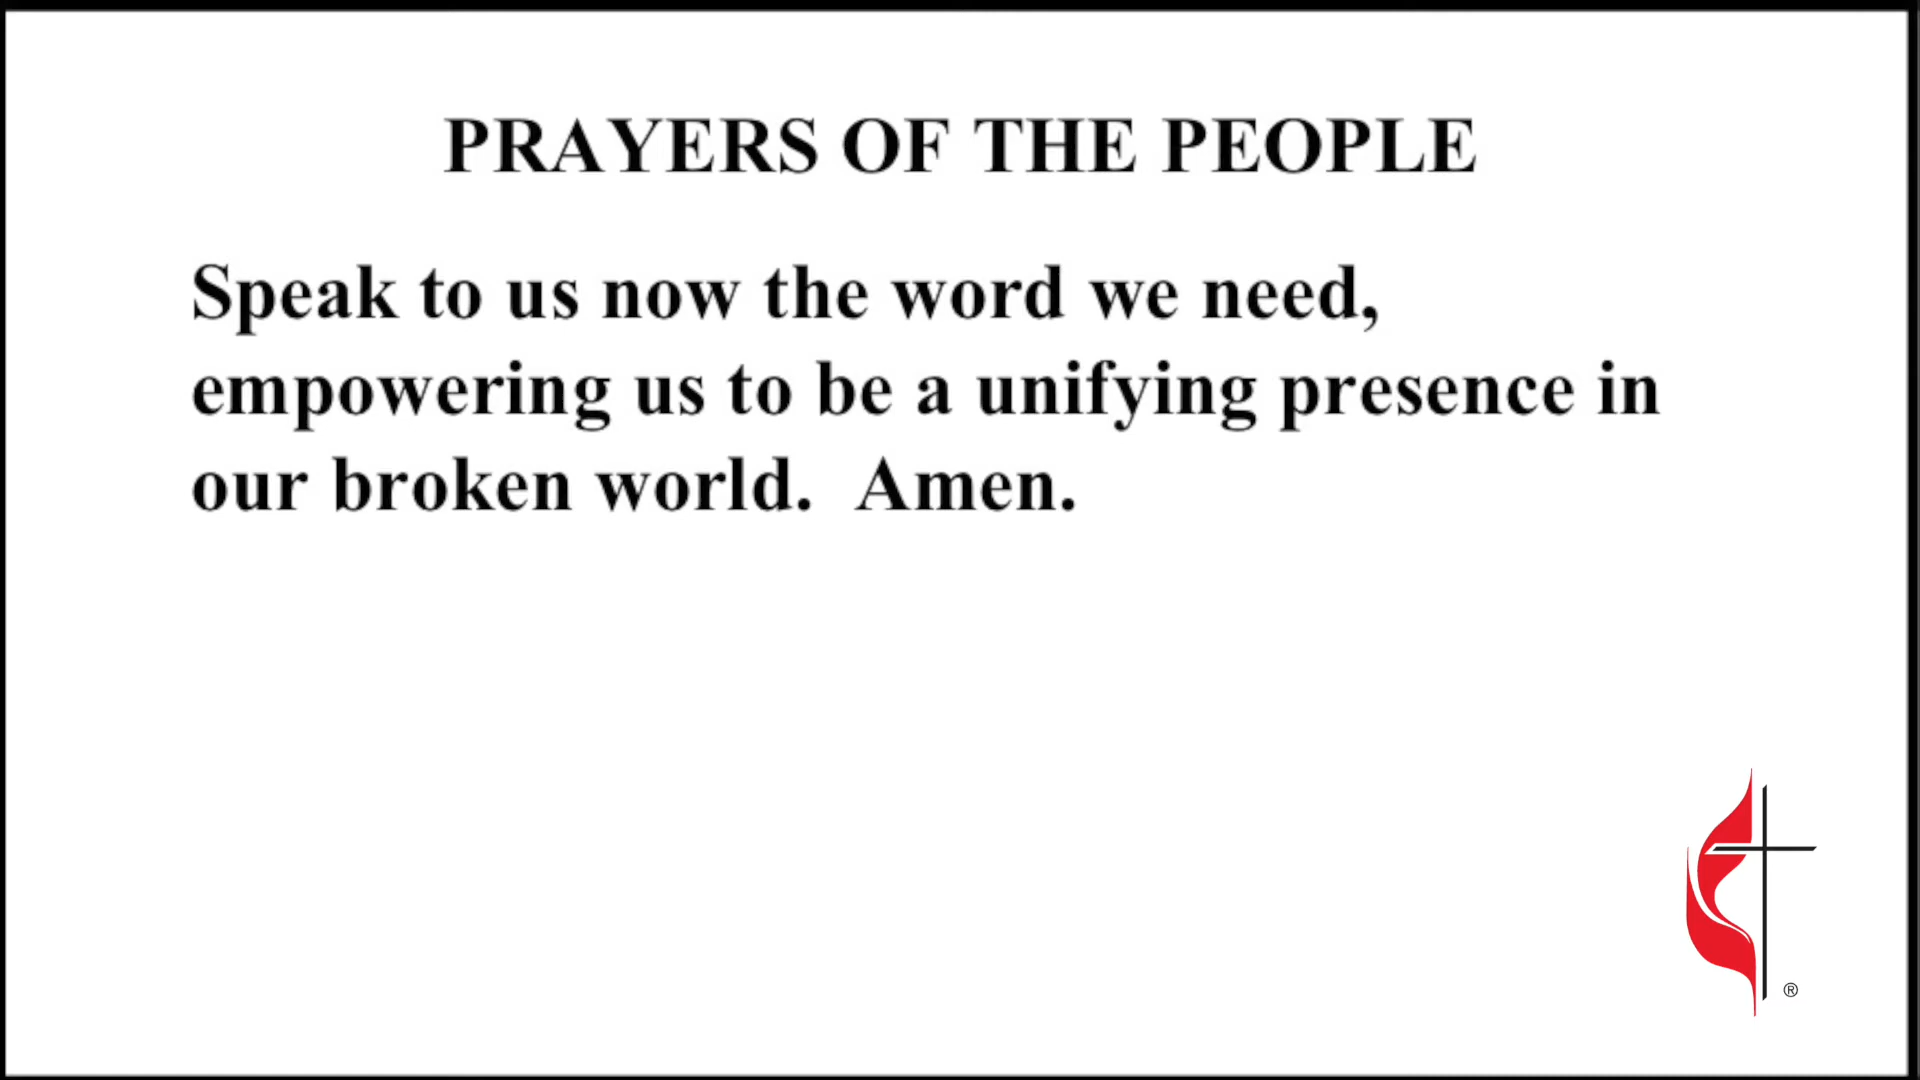 PRAYERS OF THE PEOPLE
Speak to us now the word we need,
empowering us to be a unifying presence in
our broken world.  Amen.
®